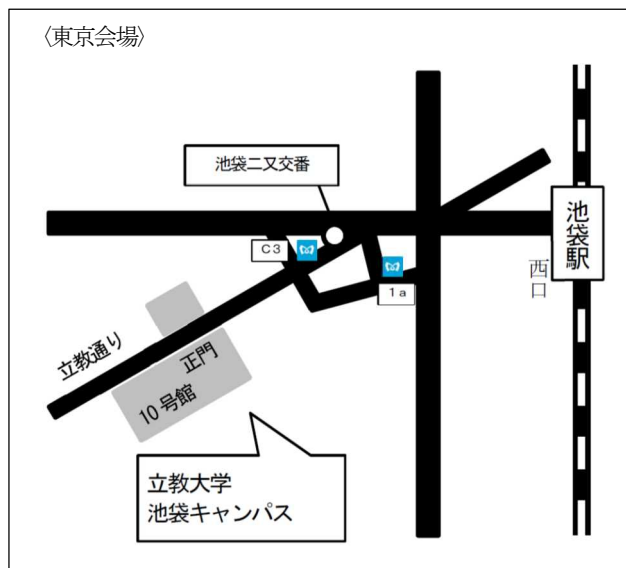 〈東京会場〉
池袋二又交番
池袋駅
C3
西口
1a
立教通り
正門
10号館
立教大学
池袋キャンパス